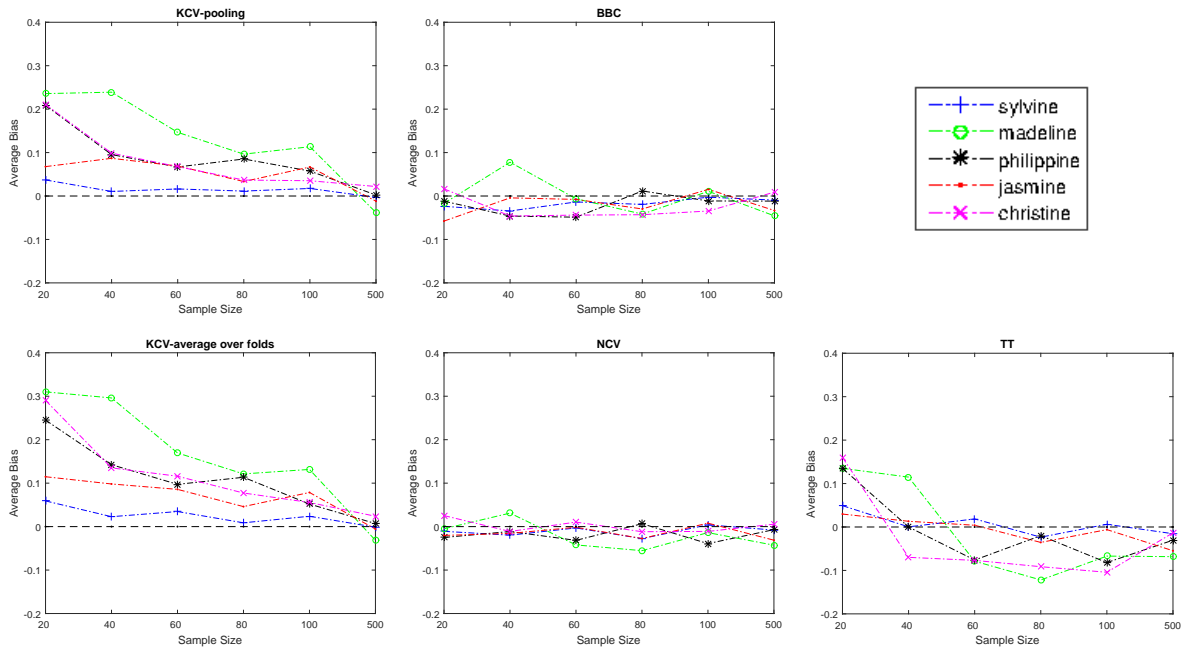 KCV-pooling
0.4
0.3
0.2
0.1
0
-0.1
-0.2
Average Bias
20 40 60 80 100 500
Sample Size
BBC
0.4
0.3
0.2
0.1
0
-0.1
-0.2
Average Bias
20 40 60 80 100 500
Sample Size
sylvine
madeline
philippine
jasmine
christine
KCV-average over folds
0.4
0.3
0.2
0.1
0
-0.1
-0.2
Average Bias
20 40 60 80 100 500
Sample Size
NCV
0.4
0.3
0.2
0.1
0
-0.1
-0.2
Average Bias
20 40 60 80 100 500
Sample Size
TT
0.4
0.3
0.2
0.1
0
-0.1
-0.2
Average Bias
20 40 60 80 100 500
Sample Size